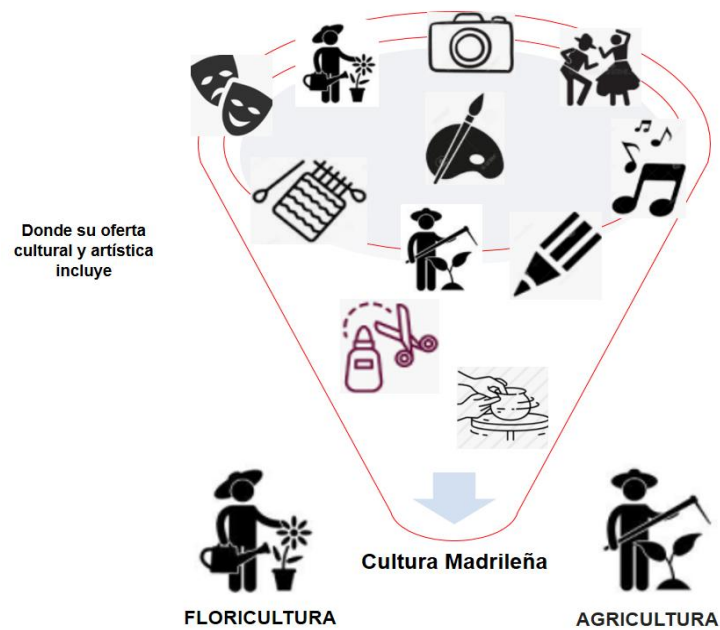 Donde su oferta
cultural y artística
incluye
Cultura Madrileña
FLORICULTURA
AGRICULTURA